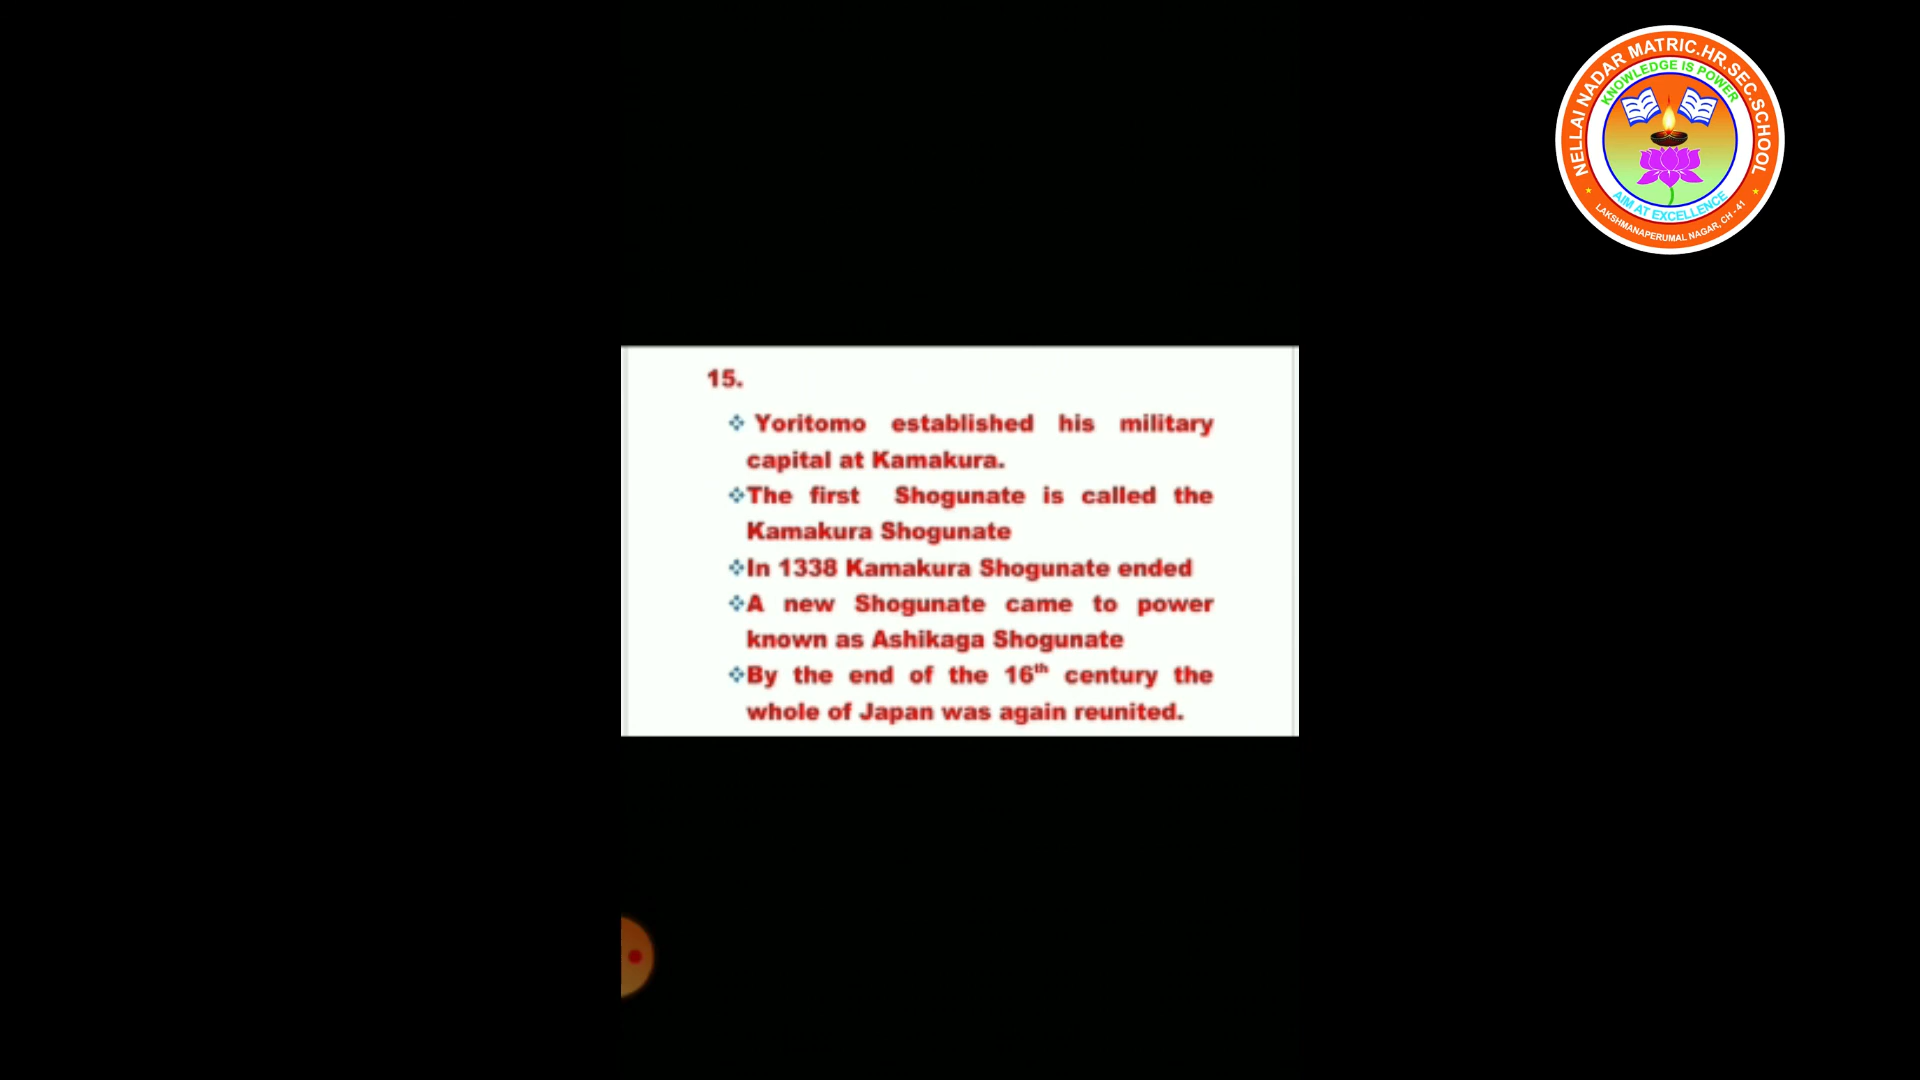 NELLAI NADAR MATRIC.HR.SEC.SCHOOL
KNOWLEDGE IS POWER
AIM AT EXCELLENCE
LAKSHMANAPERUMAL NAGAR, CH - 41
15.
Yoritomo established his military
capital at Kamakura.
The first Shogunate is called the
Kamakura Shogunate
In 1338 Kamakura Shogunate ended
A new Shogunate came to power
known as Ashikaga Shogunate
By the end of the 16th century the
whole of Japan was again reunited.